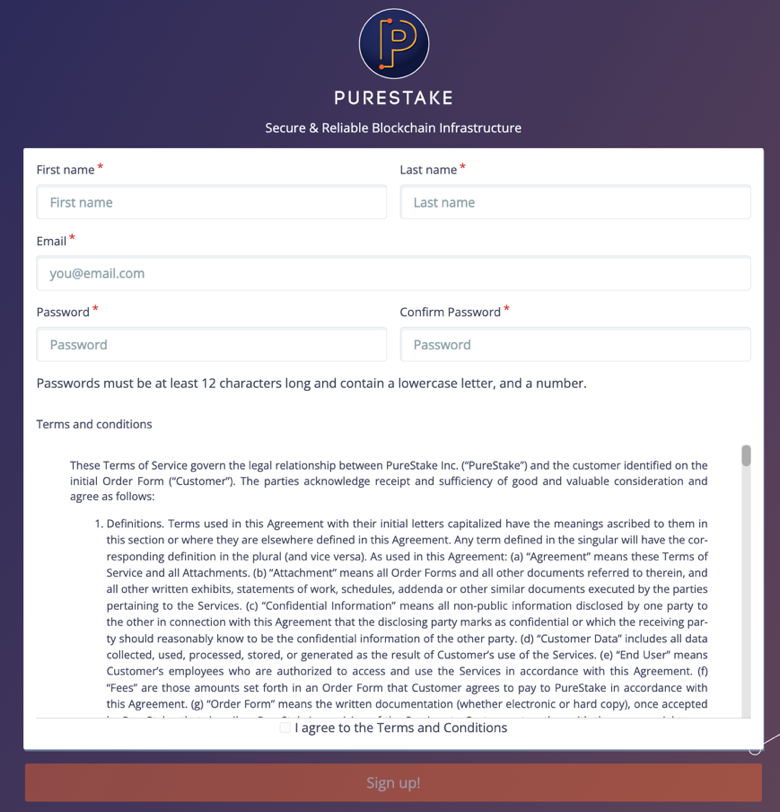 PURESTAKE
Secure & Reliable Blockchain Infrastructure
First name *
Last name *
First name
Last name
Email *
you@email.com
Password *
Confirm Password *
Password
Password
Passwords must be at least 12 characters long and contain a lowercase letter, and a number.
Terms and conditions
These Terms of Service govern the legal relationship between PureStake Inc. (“PureStake”) and the customer identified on the
initial Order Form (“Customer”). The parties acknowledge receipt and sufficiency of good and valuable consideration and
agree as follows:
1. Definitions. Terms used in this Agreement with their initial letters capitalized have the meanings ascribed to them in
this section or where they are elsewhere defined in this Agreement. Any term defined in the singular will have the cor-
responding definition in the plural (and vice versa). As used in this Agreement: (a) “Agreement” means these Terms of
Service and all Attachments. (b) “Attachment” means all Order Forms and all other documents referred to therein, and
all other written exhibits, statements of work, schedules, addenda or other similar documents executed by the parties
pertaining to the Services. (c) “Confidential Information” means all non-public information disclosed by one party to
the other in connection with this Agreement that the disclosing party marks as confidential or which the receiving par-
ty should reasonably know to be the confidential information of the other party. (d) “Customer Data” includes all data
collected, used, processed, stored, or generated as the result of Customer’s use of the Services. (e) “End User” means
Customer’s employees who are authorized to access and use the Services in accordance with this Agreement. (f)
“Fees” are those amounts set forth in an Order Form that Customer agrees to pay to PureStake in accordance with
this Agreement. (g) “Order Form” means the written documentation (whether electronic or hard copy), once accepted
I agree to the Terms and Conditions
Sign up!